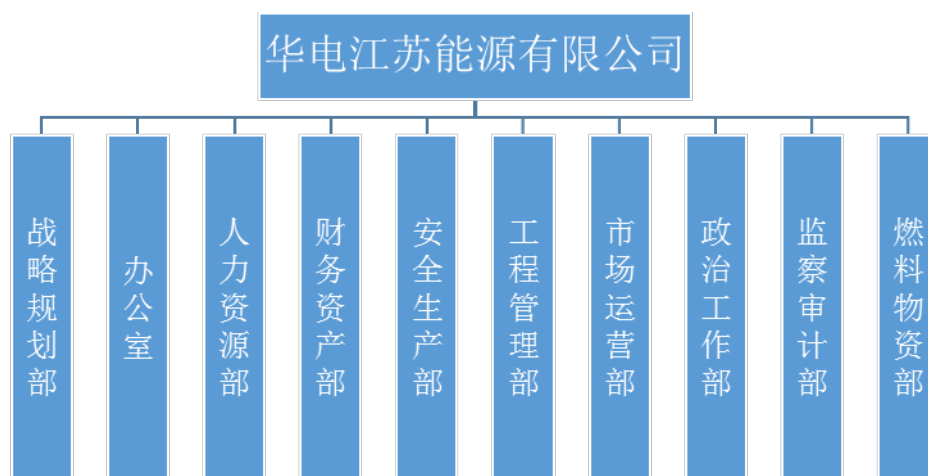 华电江苏能源有限公司
战略规划部
办公室
人力资源部
财务资产部
安全生产部
工程管理部
市场运营部
政治工作部
监察审计部
燃料物资部